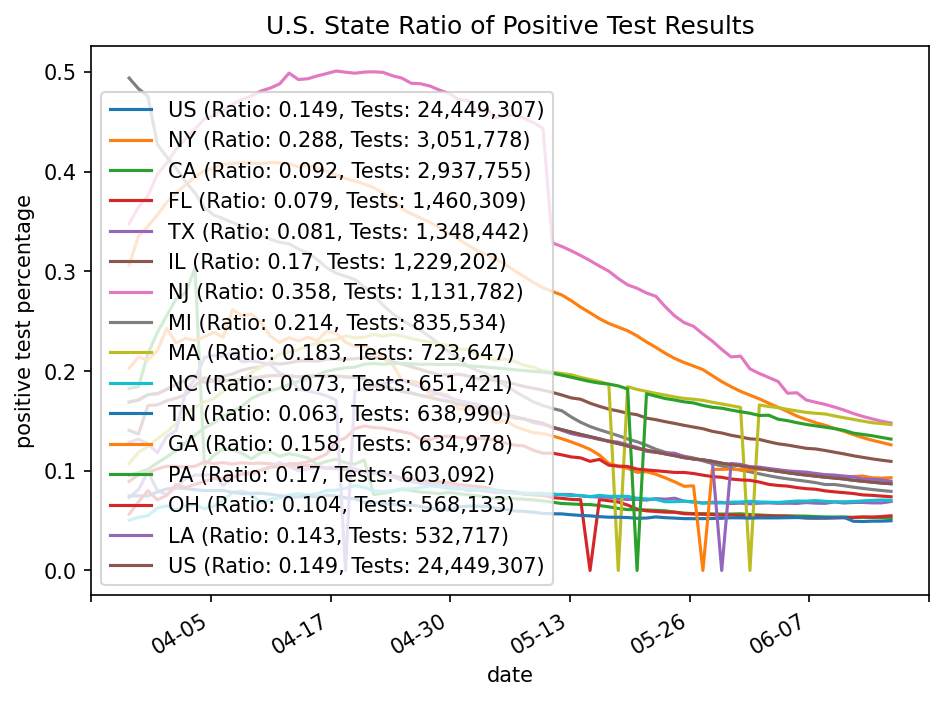 U.S. State Ratio of Positive Test Results
0.5
0.4
0.3
0.2
0.1
0.0
positive test percentage
US (Ratio: 0.149, Tests: 24,449,307)
NY (Ratio: 0.288, Tests: 3,051,778)
CA (Ratio: 0.092, Tests: 2,937,755)
FL (Ratio: 0.079, Tests: 1,460,309)
TX (Ratio: 0.081, Tests: 1,348,442)
IL (Ratio: 0.17, Tests: 1,229,202)
NJ (Ratio: 0.358, Tests: 1,131,782)
MI (Ratio: 0.214, Tests: 835,534)
MA (Ratio: 0.183, Tests: 723,647)
NC (Ratio: 0.073, Tests: 651,421)
TN (Ratio: 0.063, Tests: 638,990)
GA (Ratio: 0.158, Tests: 634,978)
PA (Ratio: 0.17, Tests: 603,092)
OH (Ratio: 0.104, Tests: 568,133)
LA (Ratio: 0.143, Tests: 532,717)
US (Ratio: 0.149, Tests: 24,449,307)
04-05
04-17
04-30
05-13
05-26
06-07
date